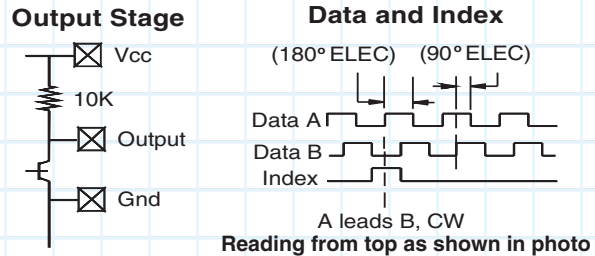 Output Stage
Vcc
10K
Output
Gnd
Data and Index
(180° ELEC) (90° ELEC)
Data A
Data B
Index
A leads B, CW
Reading from top as shown in photo